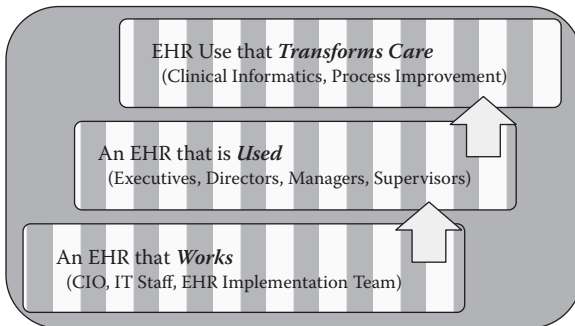 EHR Use that Transforms Care
(Clinical Informatics, Process Improvement)
An EHR that is Used
(Executives, Directors, Managers, Supervisors)
An EHR that Works
(CIO, IT Staff, EHR Implementation Team)